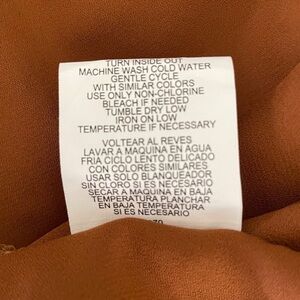 TURN INSIDE OUT
MACHINE WASH COLD WATER
GENTLE CYCLE
WITH SIMILAR COLORS
USE ONLY NON-CHLORINE
BLEACH IF NEEDED
TUMBLE DRY LOW
IRON ON LOW
TEMPERATURE IF NECESSARY
VOLTEAR AL REVES
LAVAR A MAQUINA EN AGUA
FRIA CICLO LENTO DELICADO
CON COLORES SIMILARES
USAR SOLO BLANQUEADOR
SIN CLORO SI ES NECESARIO
SECAR A MAQUINA EN BAJA
TEMPERATURA PLANCHAR
EN BAJA TEMPERATURA
SI ES NECESARIO